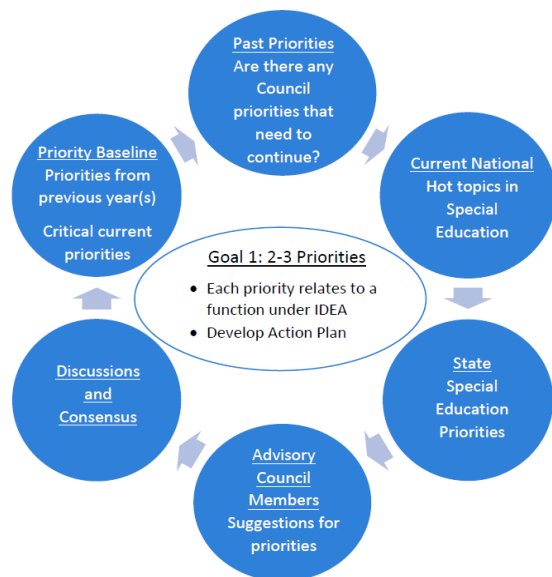 Past Priorities
Are there any
Council
priorities that
need to
continue?
Current National
Hot topics in
Special
Education
State
Special
Education
Priorities
Advisory
Council
Members
Suggestions for
priorities
Discussions
and
Consensus
Priority Baseline
Priorities from
previous year(s)
Critical current
priorities
Goal 1: 2-3 Priorities
• Each priority relates to a
function under IDEA
• Develop Action Plan